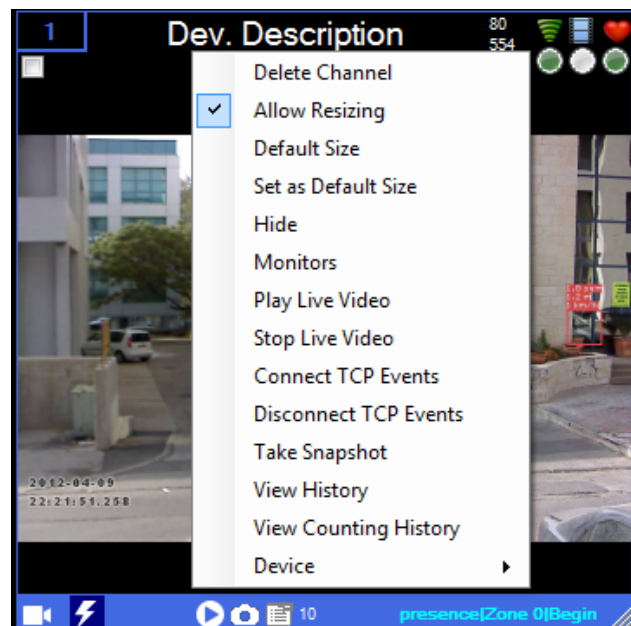 1
Dev. Description
80
554
Delete Channel
Allow Resizing
Default Size
Set as Default Size
Hide
Monitors
Play Live Video
Stop Live Video
Connect TCP Events
Disconnect TCP Events
Take Snapshot
View History
View Counting History
Device
2012-04-09
22:21:51.258
10
presence|Zone 0|Begin